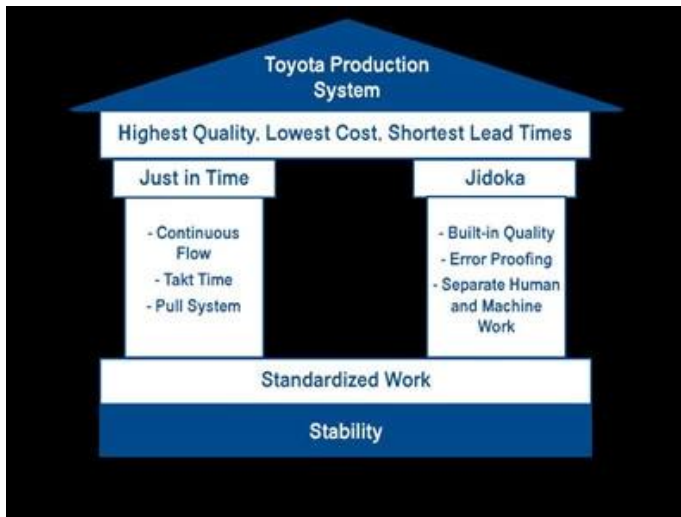 Toyota Production
System
Highest Quality, Lowest Cost, Shortest Lead Times
Just in Time
- Continuous
Flow
- Takt Time
- Pull System
Jidoka
- Built-in Quality
- Error Proofing
- Separate Human
and Machine
Work
Standardized Work
Stability